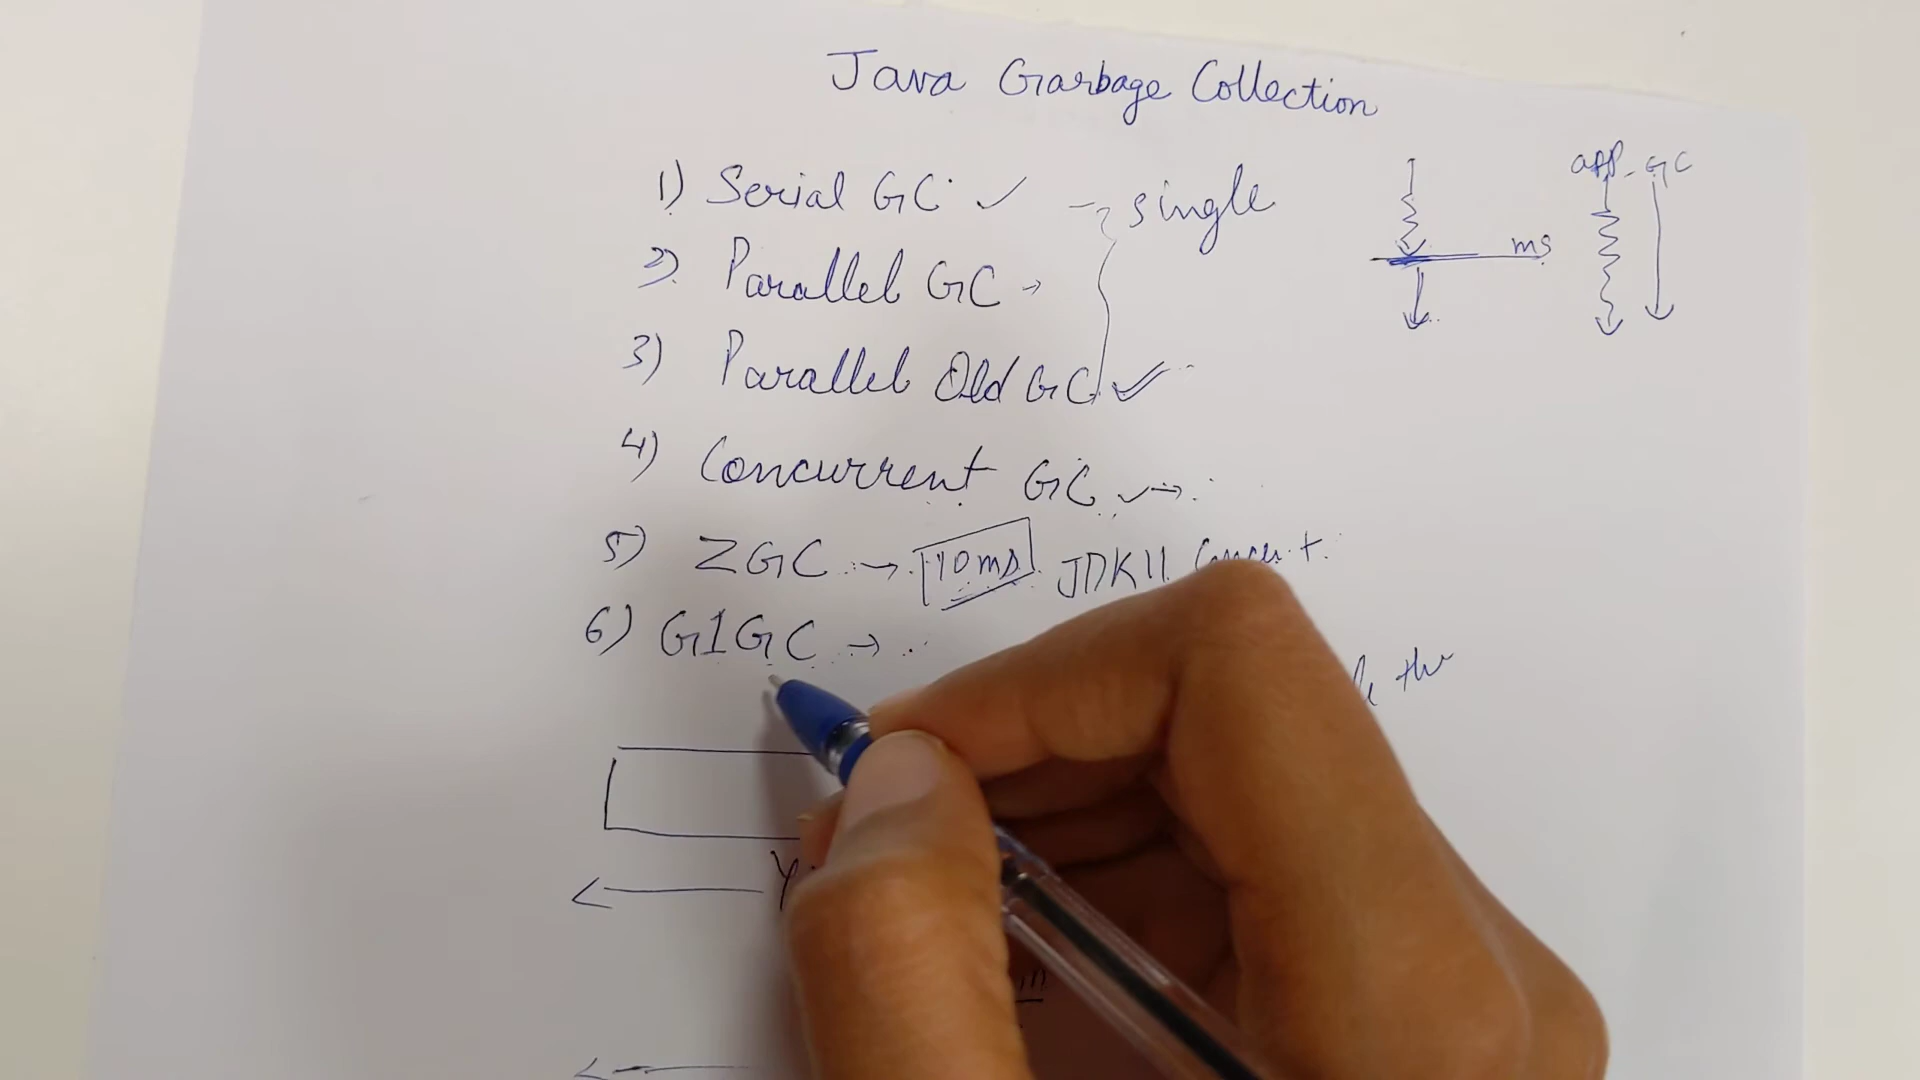 Java Garbage Collection
app. GC
1) Serial GC ✓ → single
ms
2) Parallel GC →
3) Parallel Old GC ✓
4) Concurrent GC ✓→
5) ZGC → 10ms JDK11
6) G1GC →
the